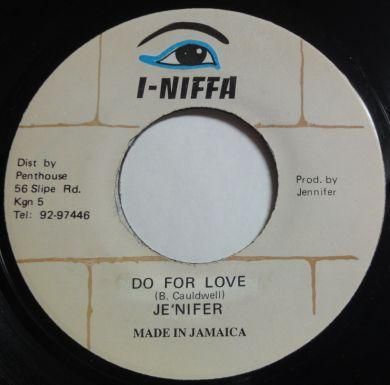 I-NIFFA
Dist by
Penthouse
56 Slipe Rd.
Kgn 5
Tel: 92-97446
Prod. by
Jennifer
DO FOR LOVE
(B. Cauldwell)
JE'NIFER
MADE IN JAMAICA